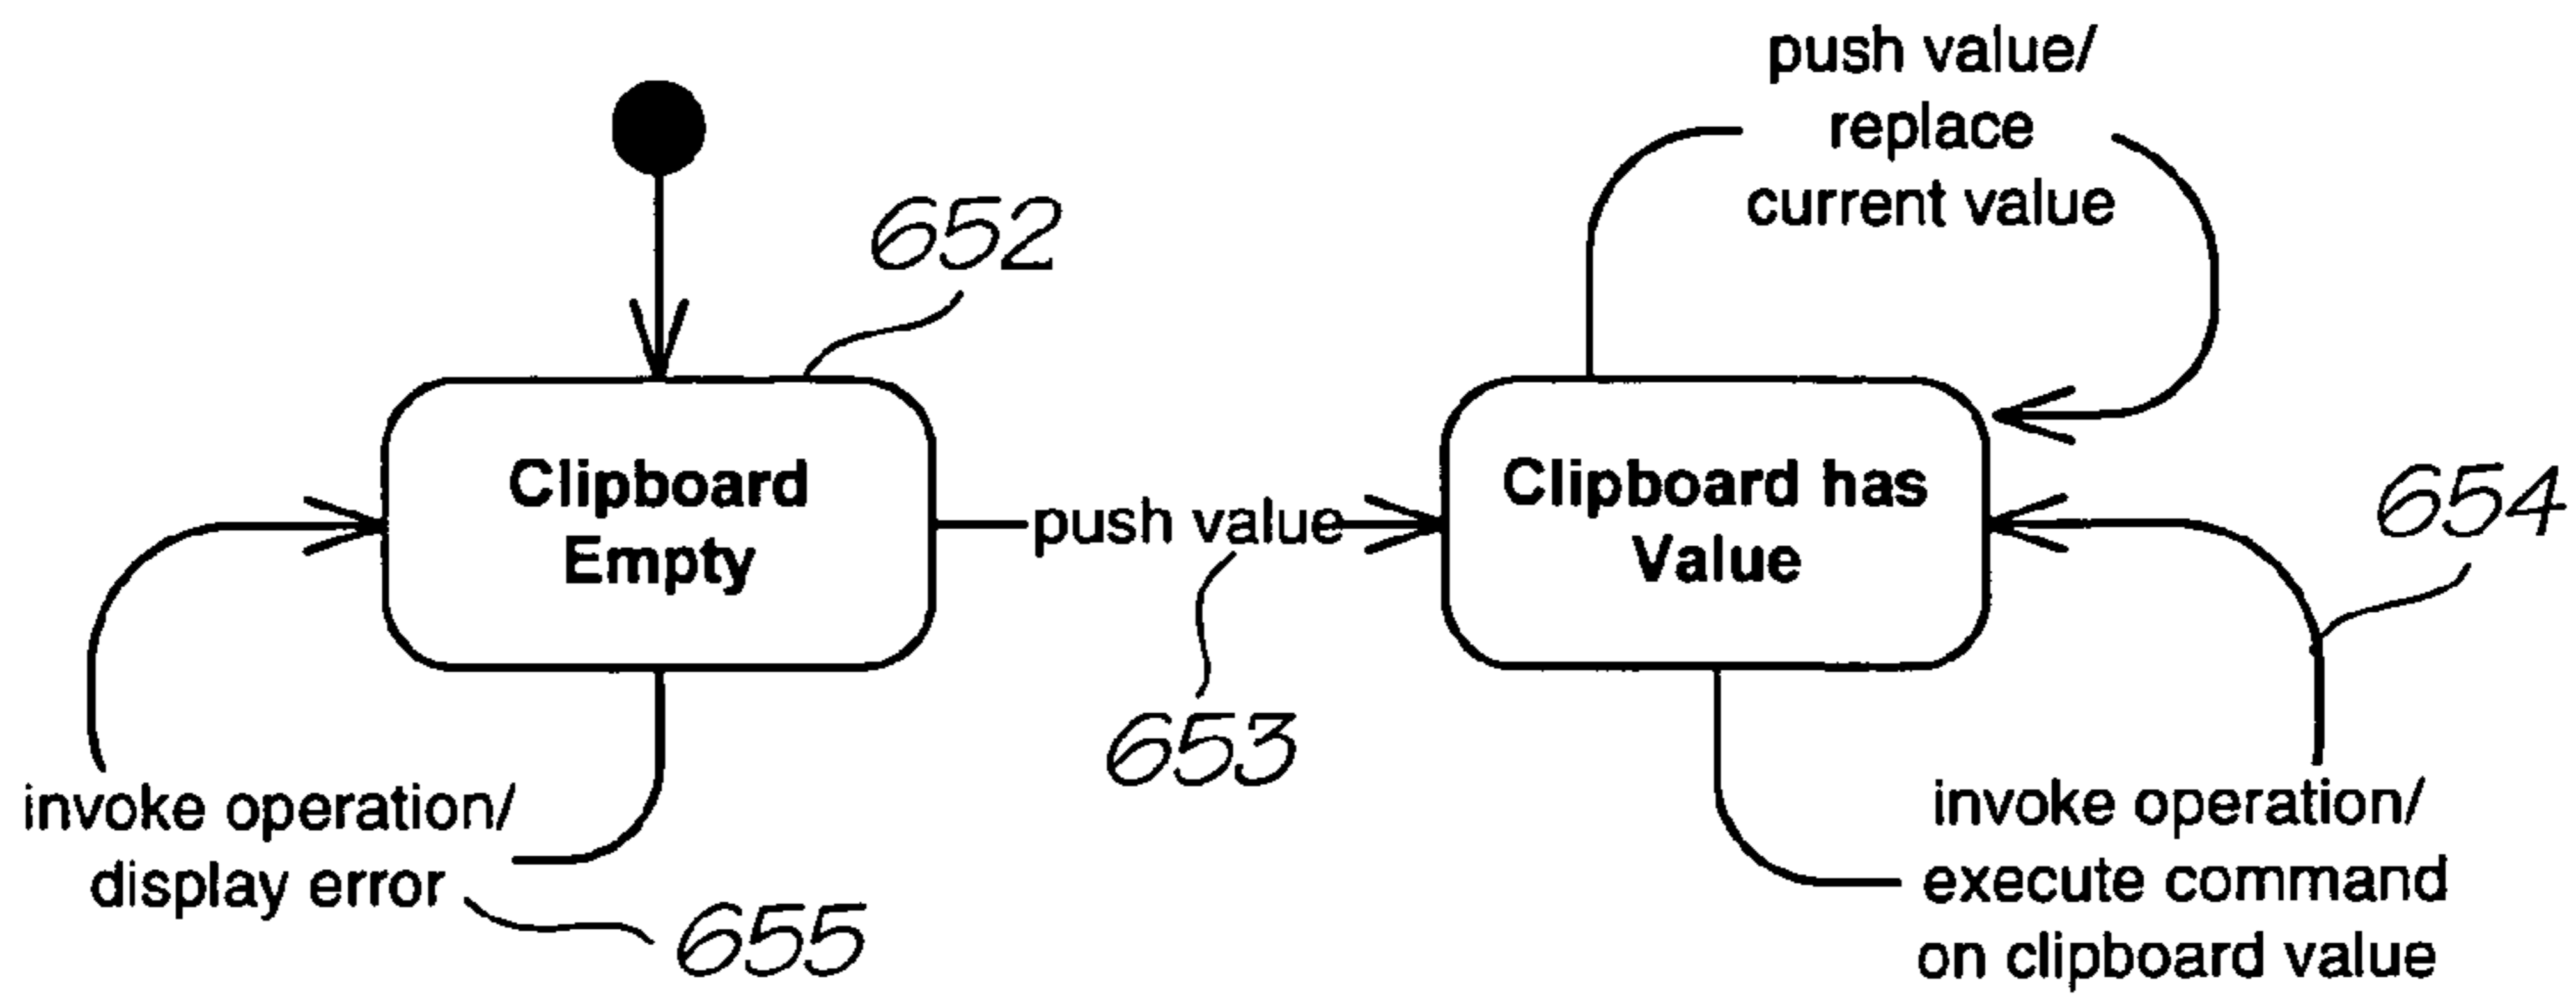 push value/
replace
current value
652
Clipboard
Empty
push value
Clipboard has
Value
654
653
invoke operation/
display error
655
invoke operation/
execute command
on clipboard value